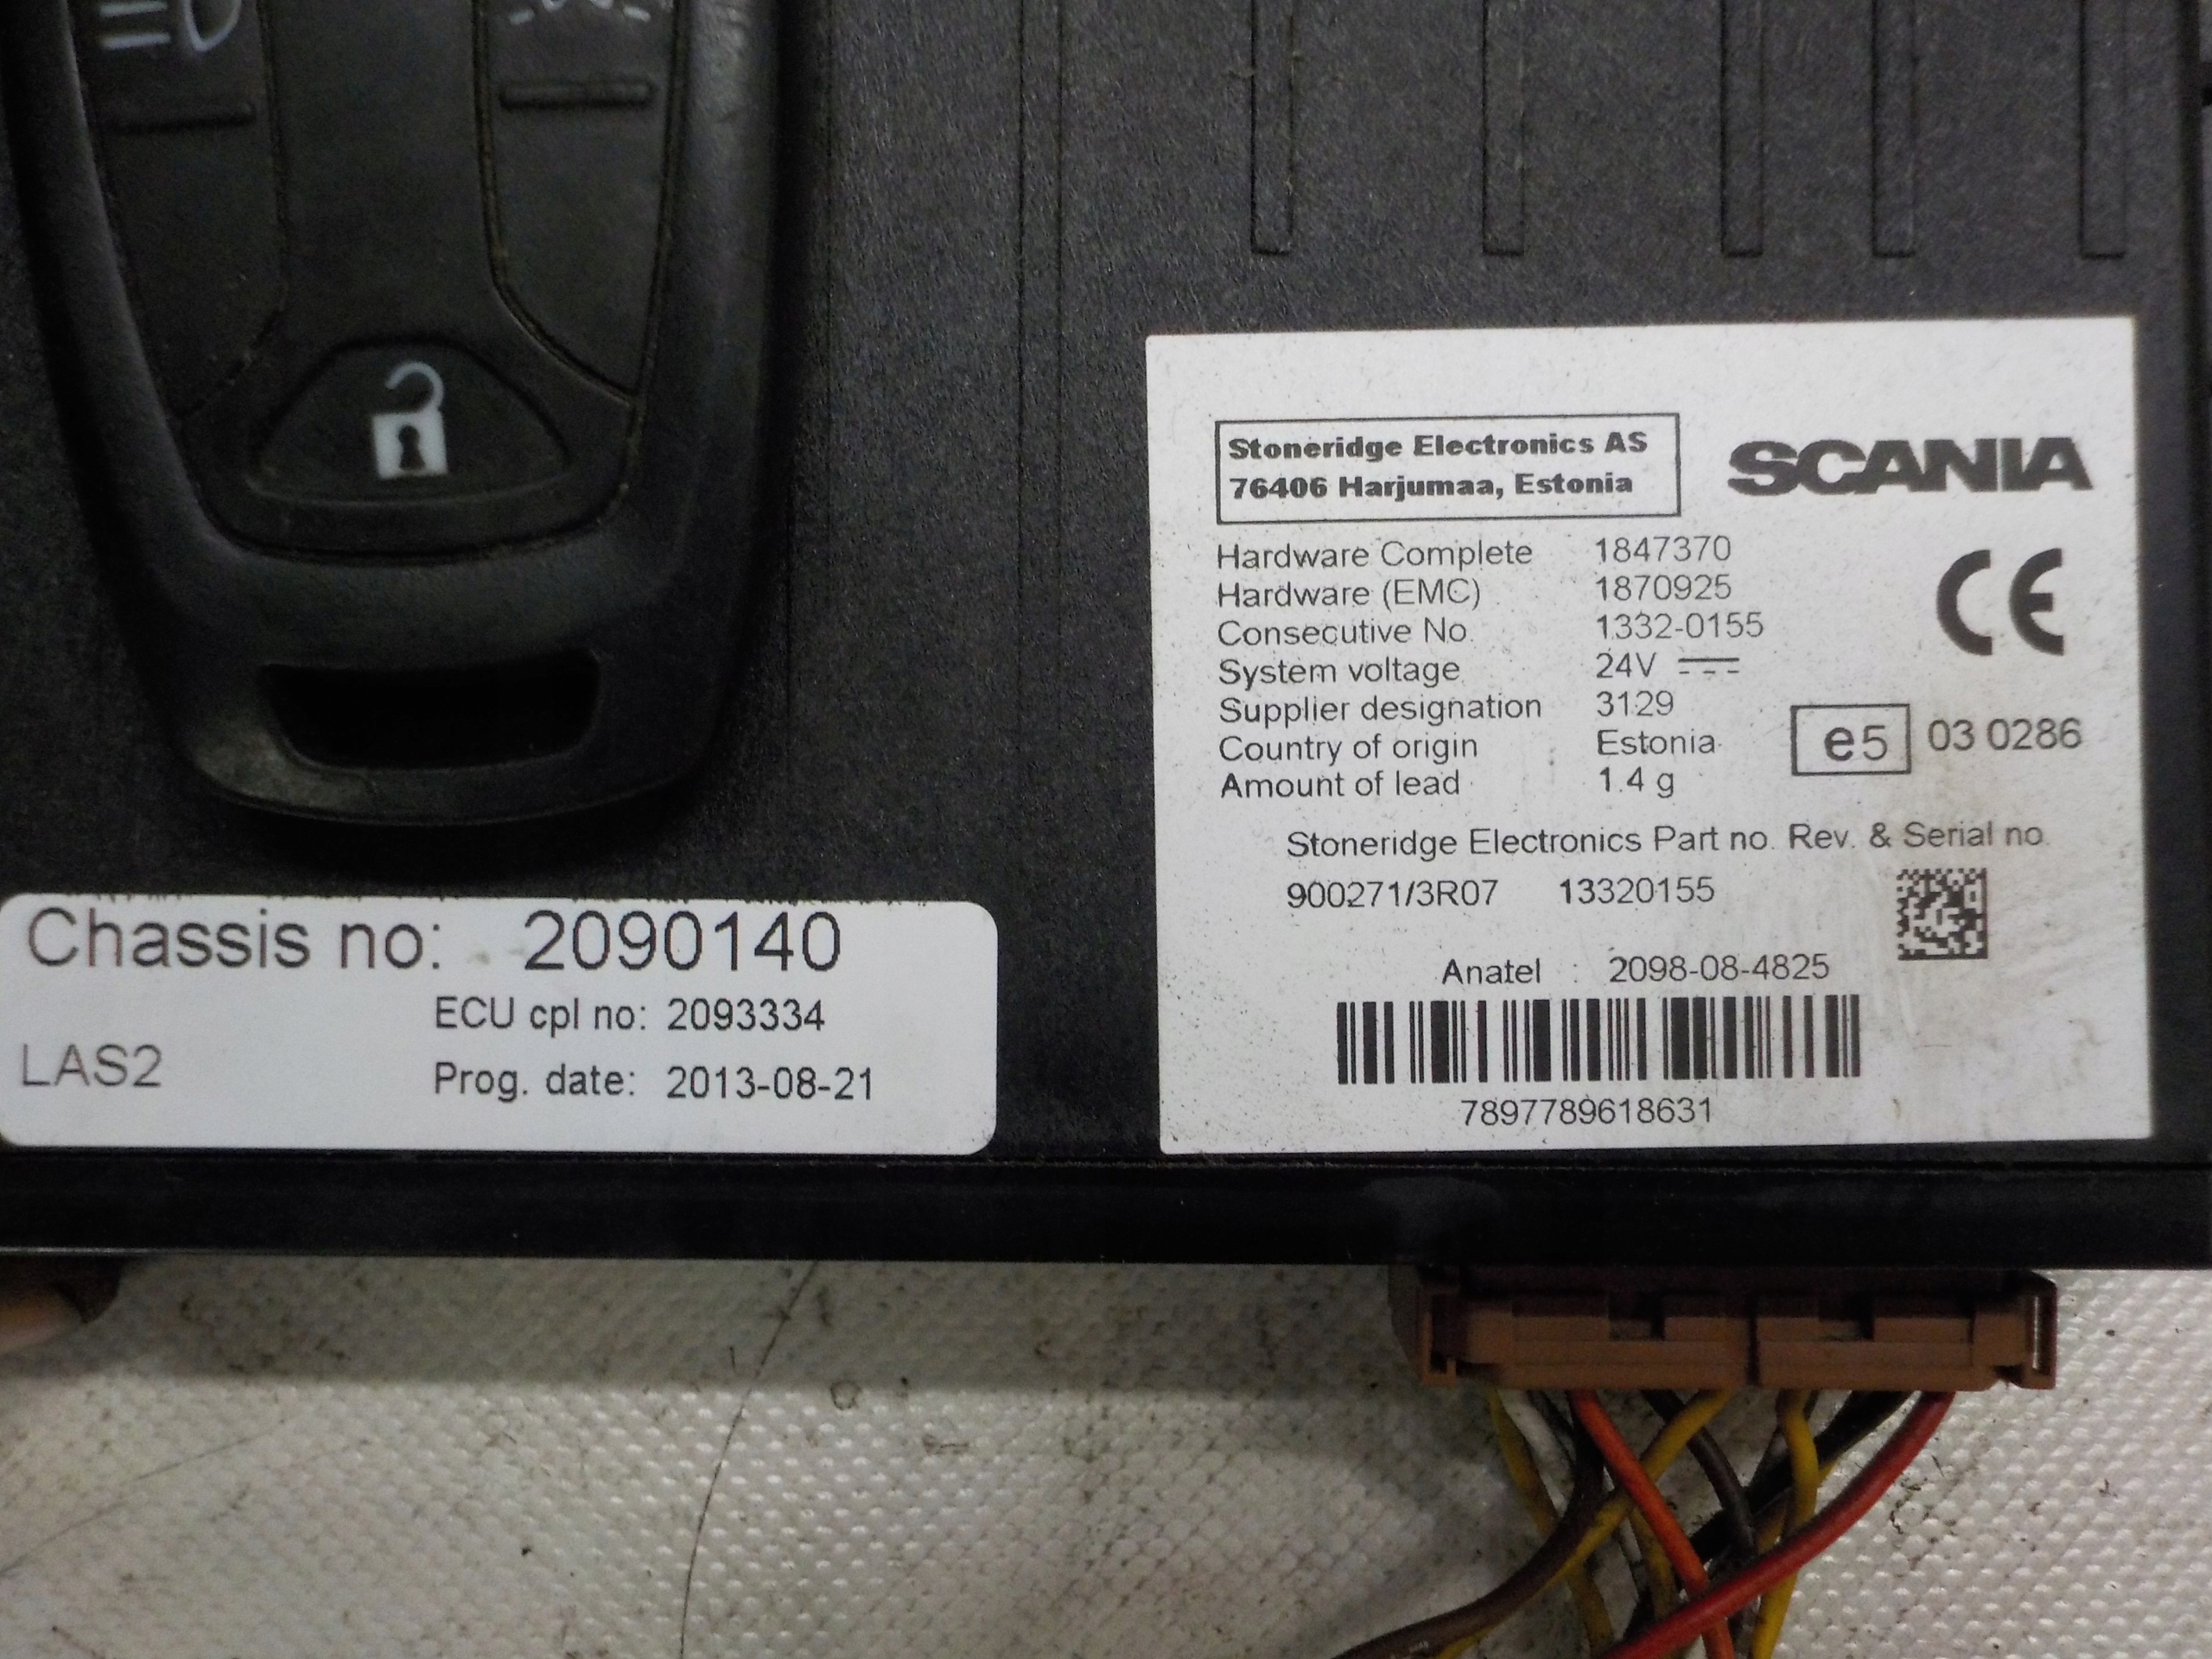 Stoneridge Electronics AS
76406 Harjumaa, Estonia
SCANIA
Hardware Complete 1847370
Hardware (EMC) 1870925
Consecutive No. 1332-0155
System voltage 24V
Supplier designation 3129
Country of origin Estonia
Amount of lead 1.4 g
CE
e5 03 0286
Stoneridge Electronics Part no. Rev. & Serial no.
900271/3R07 13320155
Anatel : 2098-08-4825
7897789618631
Chassis no: 2090140
ECU cpl no: 2093334
LAS2
Prog. date: 2013-08-21